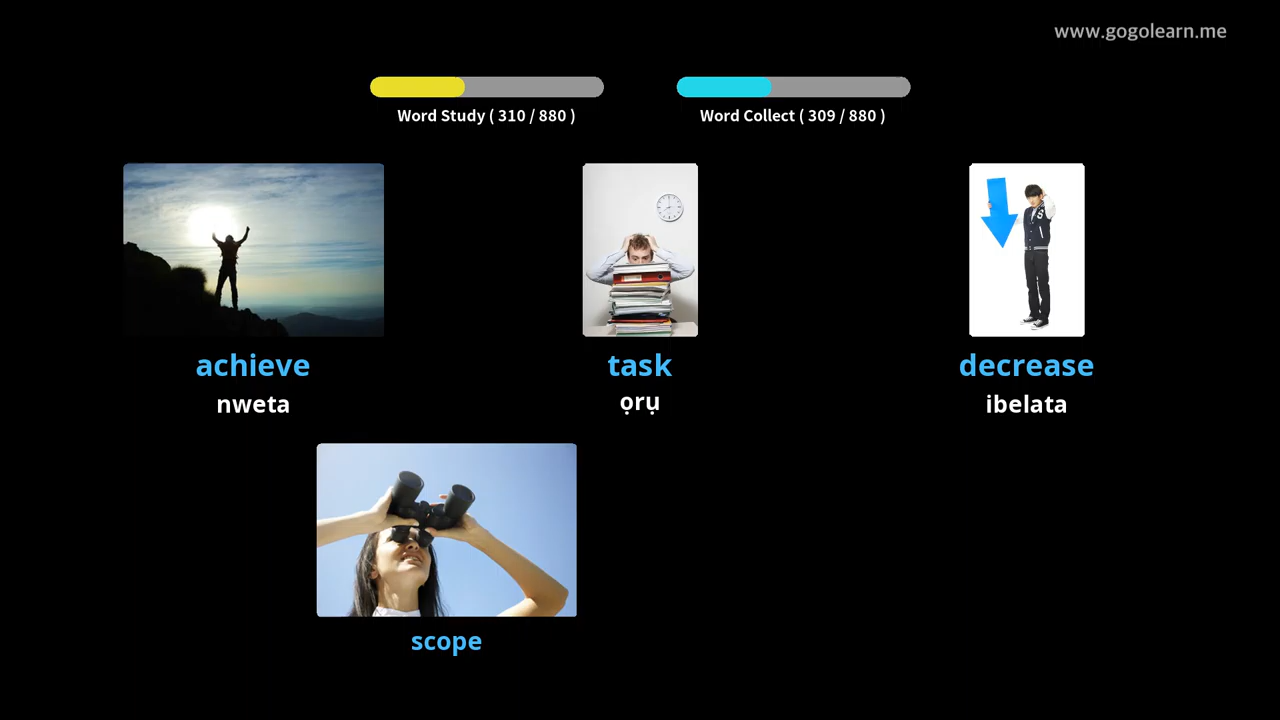 www.gogolearn.me
Word Study ( 310 / 880 )
Word Collect ( 309 / 880 )
achieve
nweta
task
ọrụ
decrease
ibelata
scope